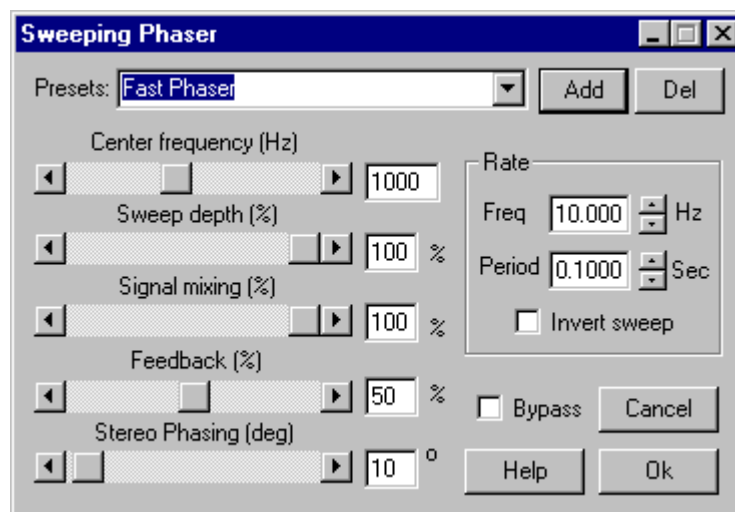 Sweeping Phaser
Presets: Fast Phaser Add Del
Center frequency (Hz)
1000
Sweep depth (%)
100 %
Signal mixing (%)
100 %
Feedback (%)
50 %
Stereo Phasing (deg)
10 °
Rate
Freq 10.000 Hz
Period 0.1000 Sec
Invert sweep
Bypass Cancel
Help Ok